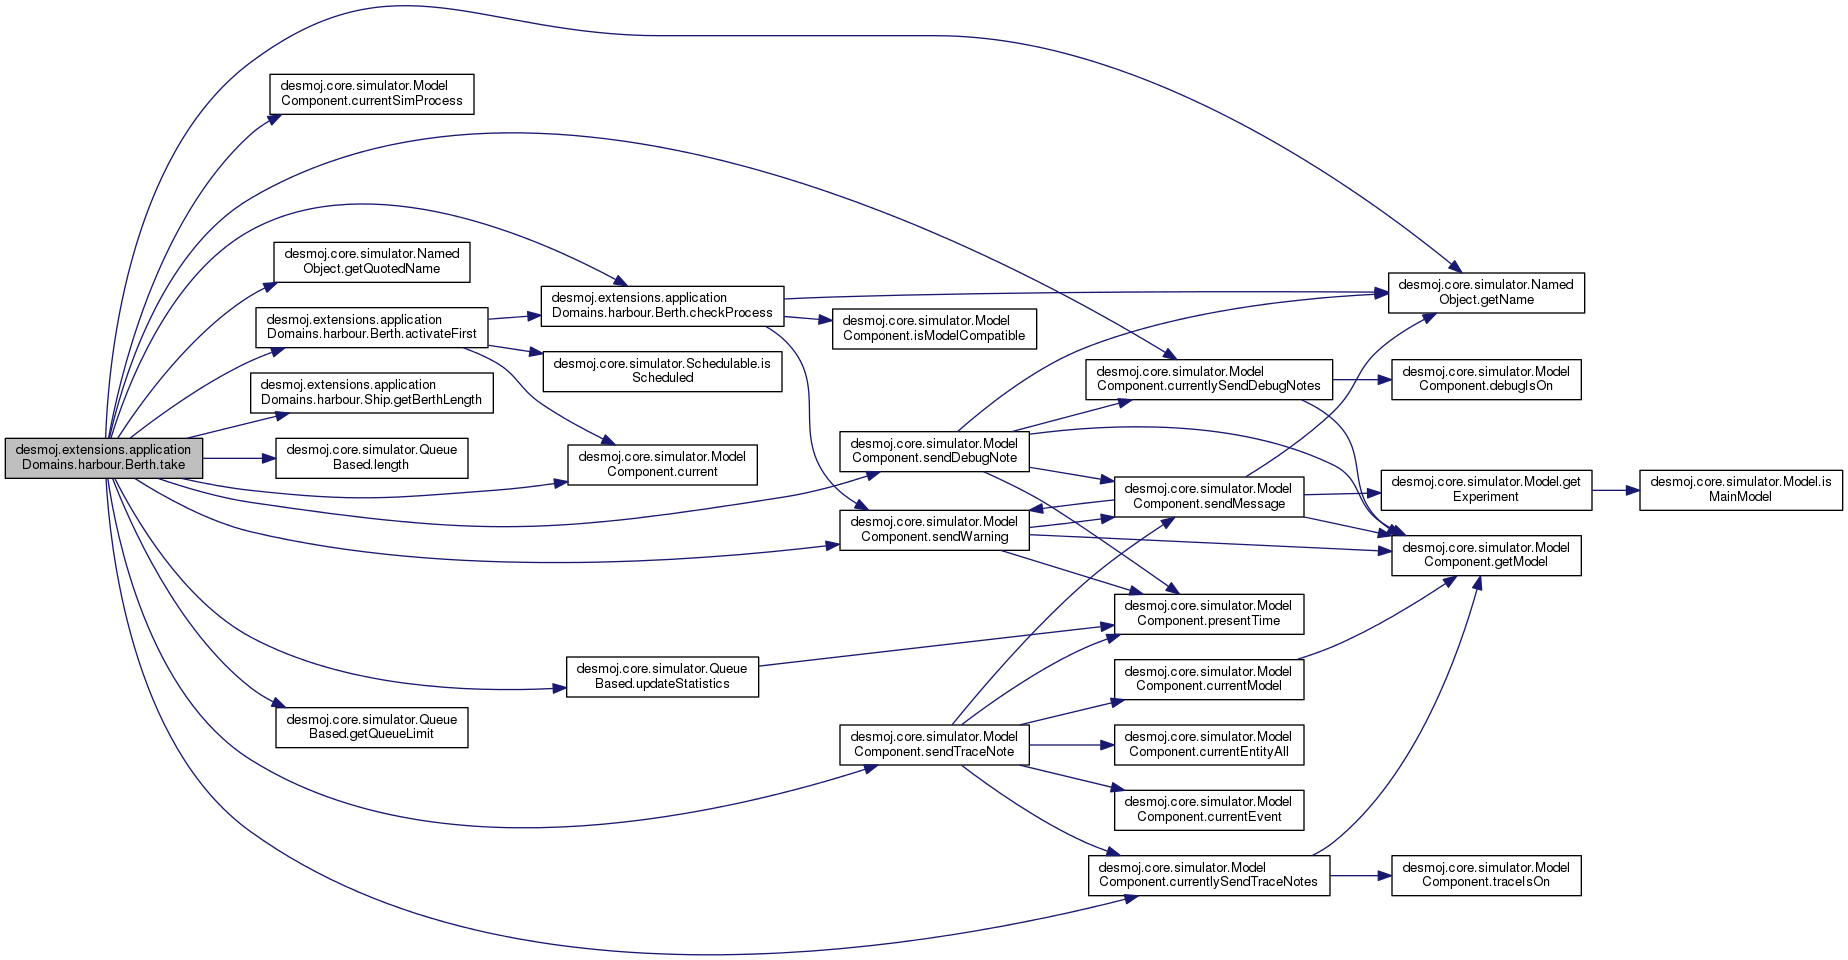 desmoj.core.simulator.Model
Component.currentSimProcess
desmoj.core.simulator.Named
Object.getQuotedName
desmoj.extensions.application
Domains.harbour.Berth.activateFirst
desmoj.extensions.application
Domains.harbour.Ship.getBerthLength
desmoj.extensions.application
Domains.harbour.Berth.take
desmoj.core.simulator.Queue
Based.length
desmoj.core.simulator.Queue
Based.getQueueLimit
desmoj.extensions.application
Domains.harbour.Berth.checkProcess
desmoj.core.simulator.Schedulable.is
Scheduled
desmoj.core.simulator.Model
Component.current
desmoj.core.simulator.Queue
Based.updateStatistics
desmoj.core.simulator.Model
Component.isModelCompatible
desmoj.core.simulator.Model
Component.sendDebugNote
desmoj.core.simulator.Model
Component.sendWarning
desmoj.core.simulator.Model
Component.sendTraceNote
desmoj.core.simulator.Model
Component.currentlySendDebugNotes
desmoj.core.simulator.Model
Component.sendMessage
desmoj.core.simulator.Model
Component.presentTime
desmoj.core.simulator.Model
Component.currentModel
desmoj.core.simulator.Model
Component.currentEntityAll
desmoj.core.simulator.Model
Component.currentEvent
desmoj.core.simulator.Model
Component.currentlySendTraceNotes
desmoj.core.simulator.Named
Object.getName
desmoj.core.simulator.Model
Component.debugIsOn
desmoj.core.simulator.Model.get
Experiment
desmoj.core.simulator.Model
Component.getModel
desmoj.core.simulator.Model
Component.traceIsOn
desmoj.core.simulator.Model.is
MainModel